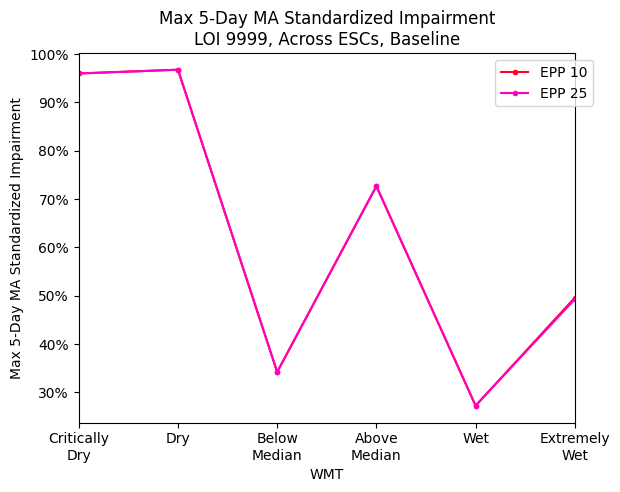 Max 5-Day MA Standardized Impairment
LOI 9999, Across ESCs, Baseline
Max 5-Day MA Standardized Impairment
100%
90%
80%
70%
60%
50%
40%
30%
EPP 10
EPP 25
Critically
Dry
Dry
Below
Median
Above
Median
Wet
Extremely
Wet
WMT